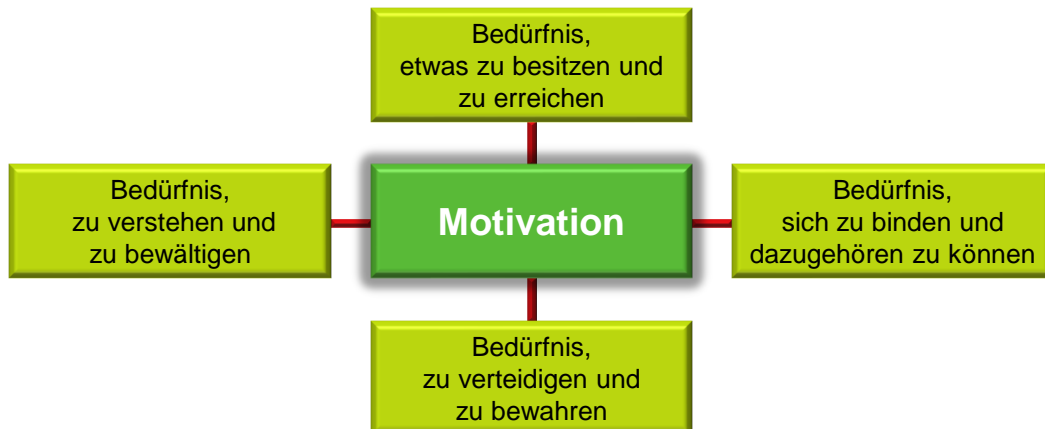 Bedürfnis,
etwas zu besitzen und
zu erreichen
Bedürfnis,
zu verstehen und
zu bewältigen
Motivation
Bedürfnis,
sich zu binden und
dazugehören zu können
Bedürfnis,
zu verteidigen und
zu bewahren